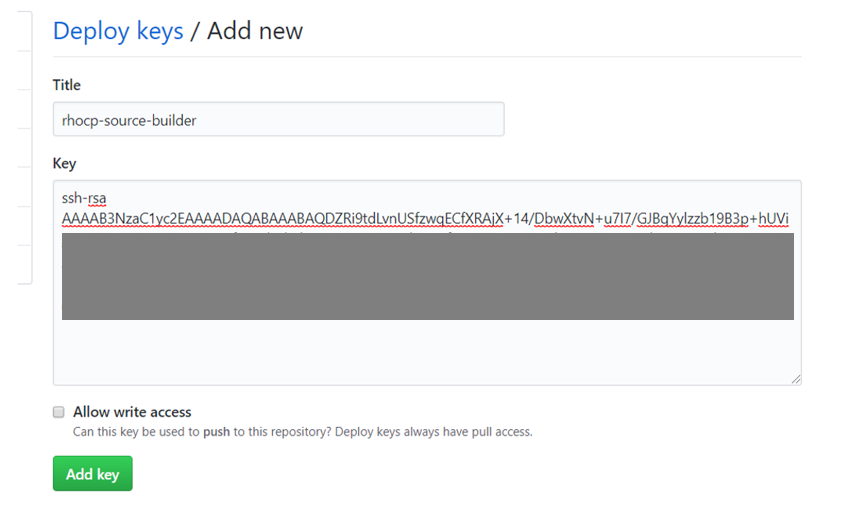 Deploy keys / Add new
Title
rhocp-source-builder
Key
ssh-rsa
AAAAB3NzaC1yc2EAAAADAQABAAABAQDZRi9tdLvnUSfzwqECfXRAjX+14/DbwXtvN+u7I7/GJBqYylzzb19B3p+hUVi
Allow write access
Can this key be used to push to this repository? Deploy keys always have pull access.
Add key